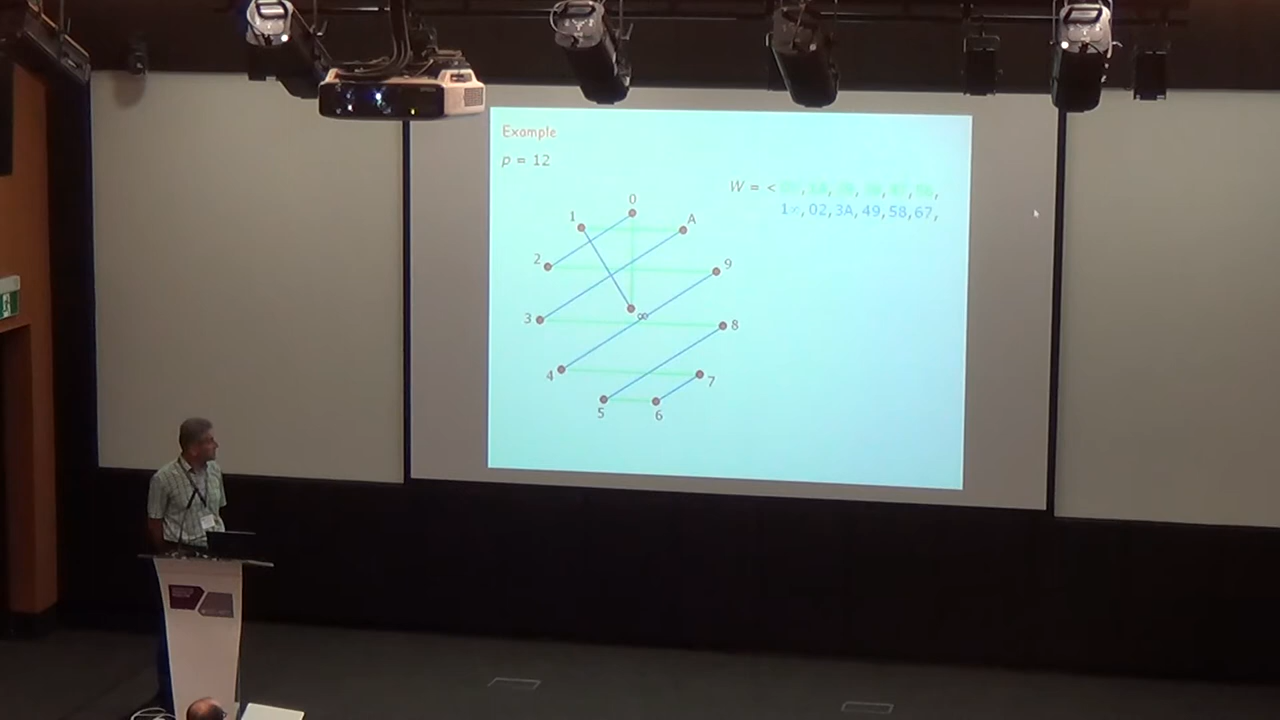 Example
p = 12
W = <
1∞, 02, 3A, 49, 58, 67,
0
1
A
2
9
∞
3
8
4
7
5
6